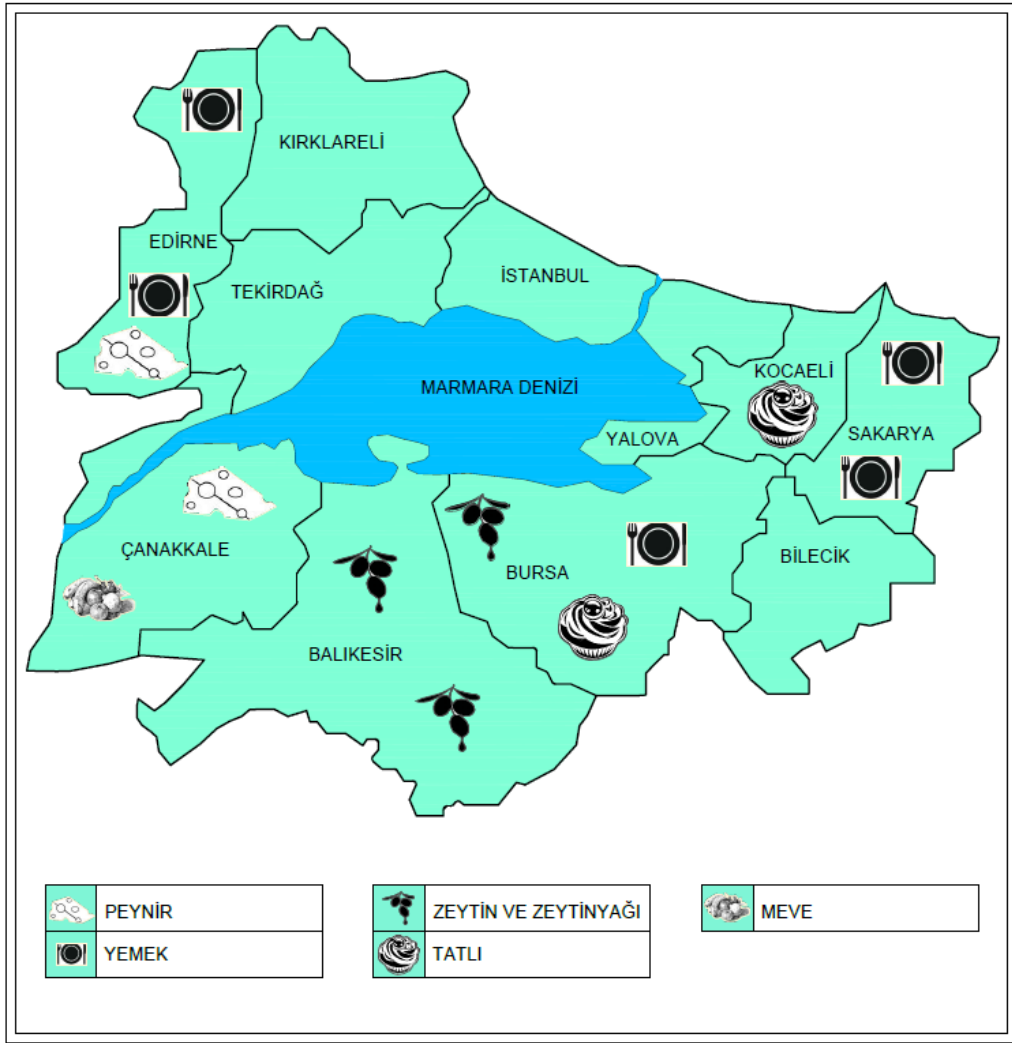 KIRKLARELİ
EDİRNE
TEKİRDAĞ
İSTANBUL
KOCAELİ
MARMARA DENİZİ
YALOVA
SAKARYA
ÇANAKKALE
BURSA
BİLECİK
BALIKESİR
PEYNİR
ZEYTİN VE ZEYTİNYAĞI
MEVE
YEMEK
TATLI